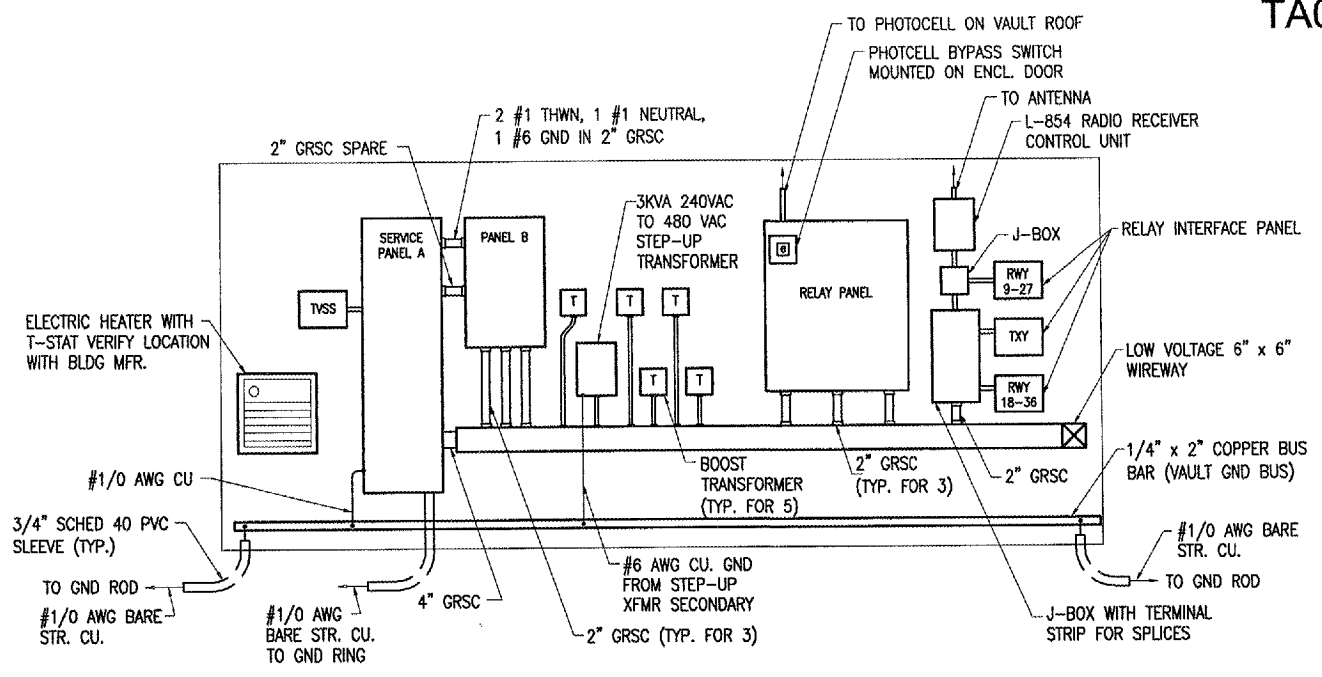 TAC
TO PHOTOCELL ON VAULT ROOF
PHOTCELL BYPASS SWITCH
MOUNTED ON ENCL. DOOR
TO ANTENNA
L-854 RADIO RECEIVER
CONTROL UNIT
2 #1 THWN, 1 #1 NEUTRAL,
1 #6 GND IN 2" GRSC
2" GRSC SPARE
3KVA 240VAC
TO 480 VAC
STEP-UP
TRANSFORMER
SERVICE
PANEL A
PANEL B
J-BOX
RELAY INTERFACE PANEL
RWY
9-27
RELAY PANEL
TVSS
T
T
T
TXY
ELECTRIC HEATER WITH
T-STAT VERIFY LOCATION
WITH BLDG MFR.
LOW VOLTAGE 6" x 6"
WIREWAY
T
T
RWY
18-36
#1/0 AWG CU
BOOST
TRANSFORMER
(TYP. FOR 5)
2" GRSC
(TYP. FOR 3)
2" GRSC
1/4" x 2" COPPER BUS
BAR (VAULT GND BUS)
3/4" SCHED 40 PVC
SLEEVE (TYP.)
#1/0 AWG BARE
STR. CU.
TO GND ROD
#1/0 AWG BARE
STR. CU.
#1/0 AWG
BARE STR. CU.
TO GND RING
4" GRSC
#6 AWG CU. GND
FROM STEP-UP
XFMR SECONDARY
2" GRSC (TYP. FOR 3)
TO GND ROD
J-BOX WITH TERMINAL
STRIP FOR SPLICES